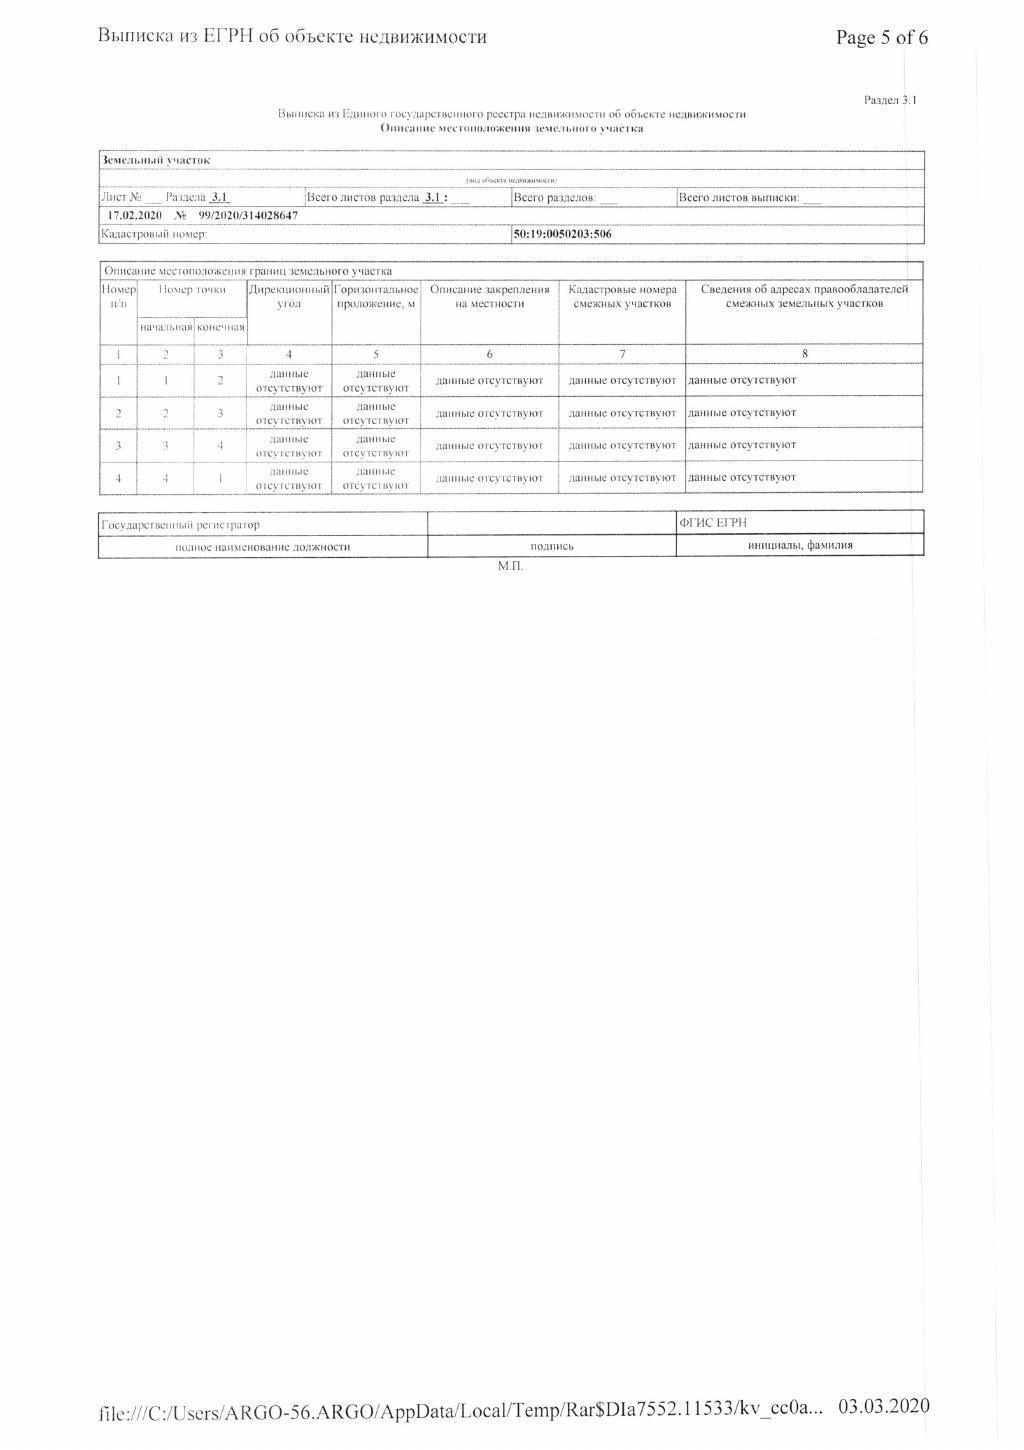 Выписка из ЕГРН об объекте недвижимости Page 5 of 6
Раздел 3.1
Выписка из Единого государственного реестра недвижимости об объекте недвижимости
Описание местоположения земельного участка
Земельный участок
(вид объекта недвижимости)
Лист № ___ Раздела 3.1 Всего листов раздела 3.1 : ___ Всего разделов: ___ Всего листов выписки: ___
17.02.2020 № 99/2020/314028647
Кадастровый номер: 50:19:0050203:506
Описание местоположения границ земельного участка
Номер Номер точки Дирекционный Горизонтальное Описание закрепления Кадастровые номера Сведения об адресах правообладателей
п/п угол проложение, м на местности смежных участков смежных земельных участков
начальная конечная
1 2 3 4 5 6 7 8
данные данные
1 1 2 отсутствуют отсутствуют данные отсутствуют данные отсутствуют данные отсутствуют
данные данные
2 2 3 отсутствуют отсутствуют данные отсутствуют данные отсутствуют данные отсутствуют
данные данные
3 3 4 отсутствуют отсутствуют данные отсутствуют данные отсутствуют данные отсутствуют
данные данные
4 4 1 отсутствуют отсутствуют данные отсутствуют данные отсутствуют данные отсутствуют
Государственный регистратор ФГИС ЕГРН
полное наименование должности подпись инициалы, фамилия
М.П.
file:///C:/Users/ARGO-56.ARGO/AppData/Local/Temp/Rar$DIa7552.11533/kv_cc0a... 03.03.2020